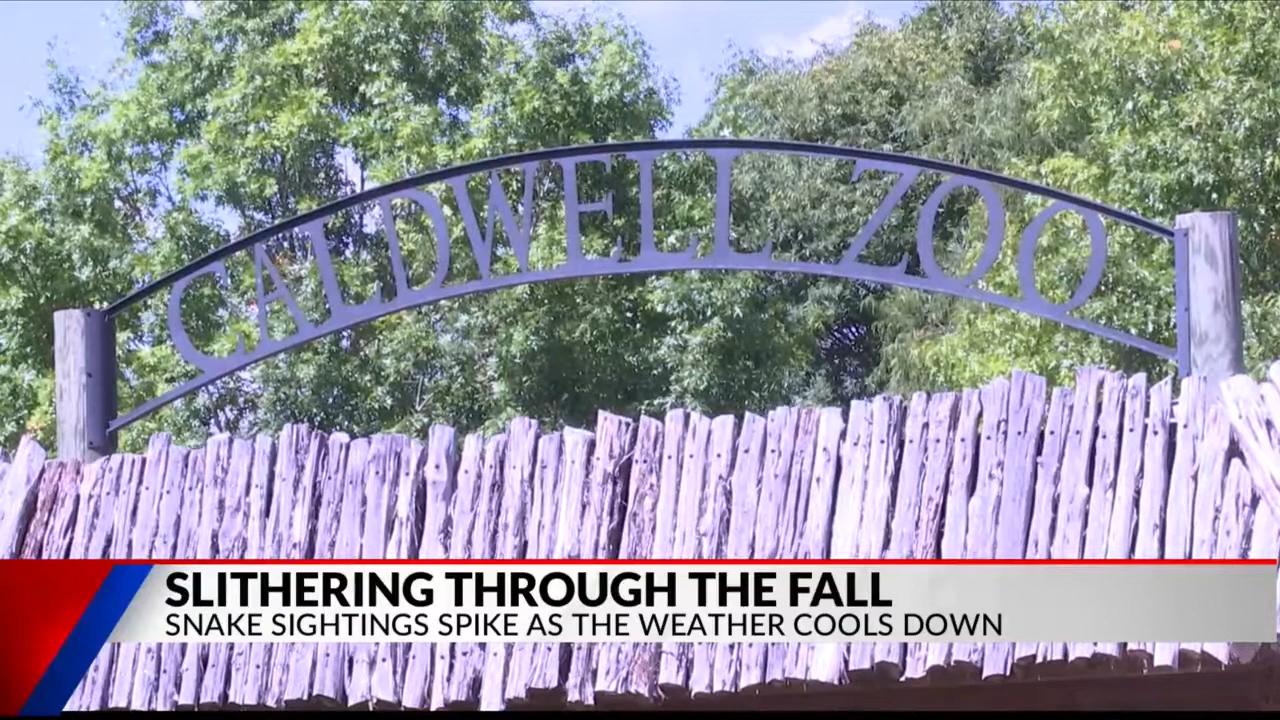 CALDWELL ZOO
SLITHERING THROUGH THE FALL
SNAKE SIGHTINGS SPIKE AS THE WEATHER COOLS DOWN